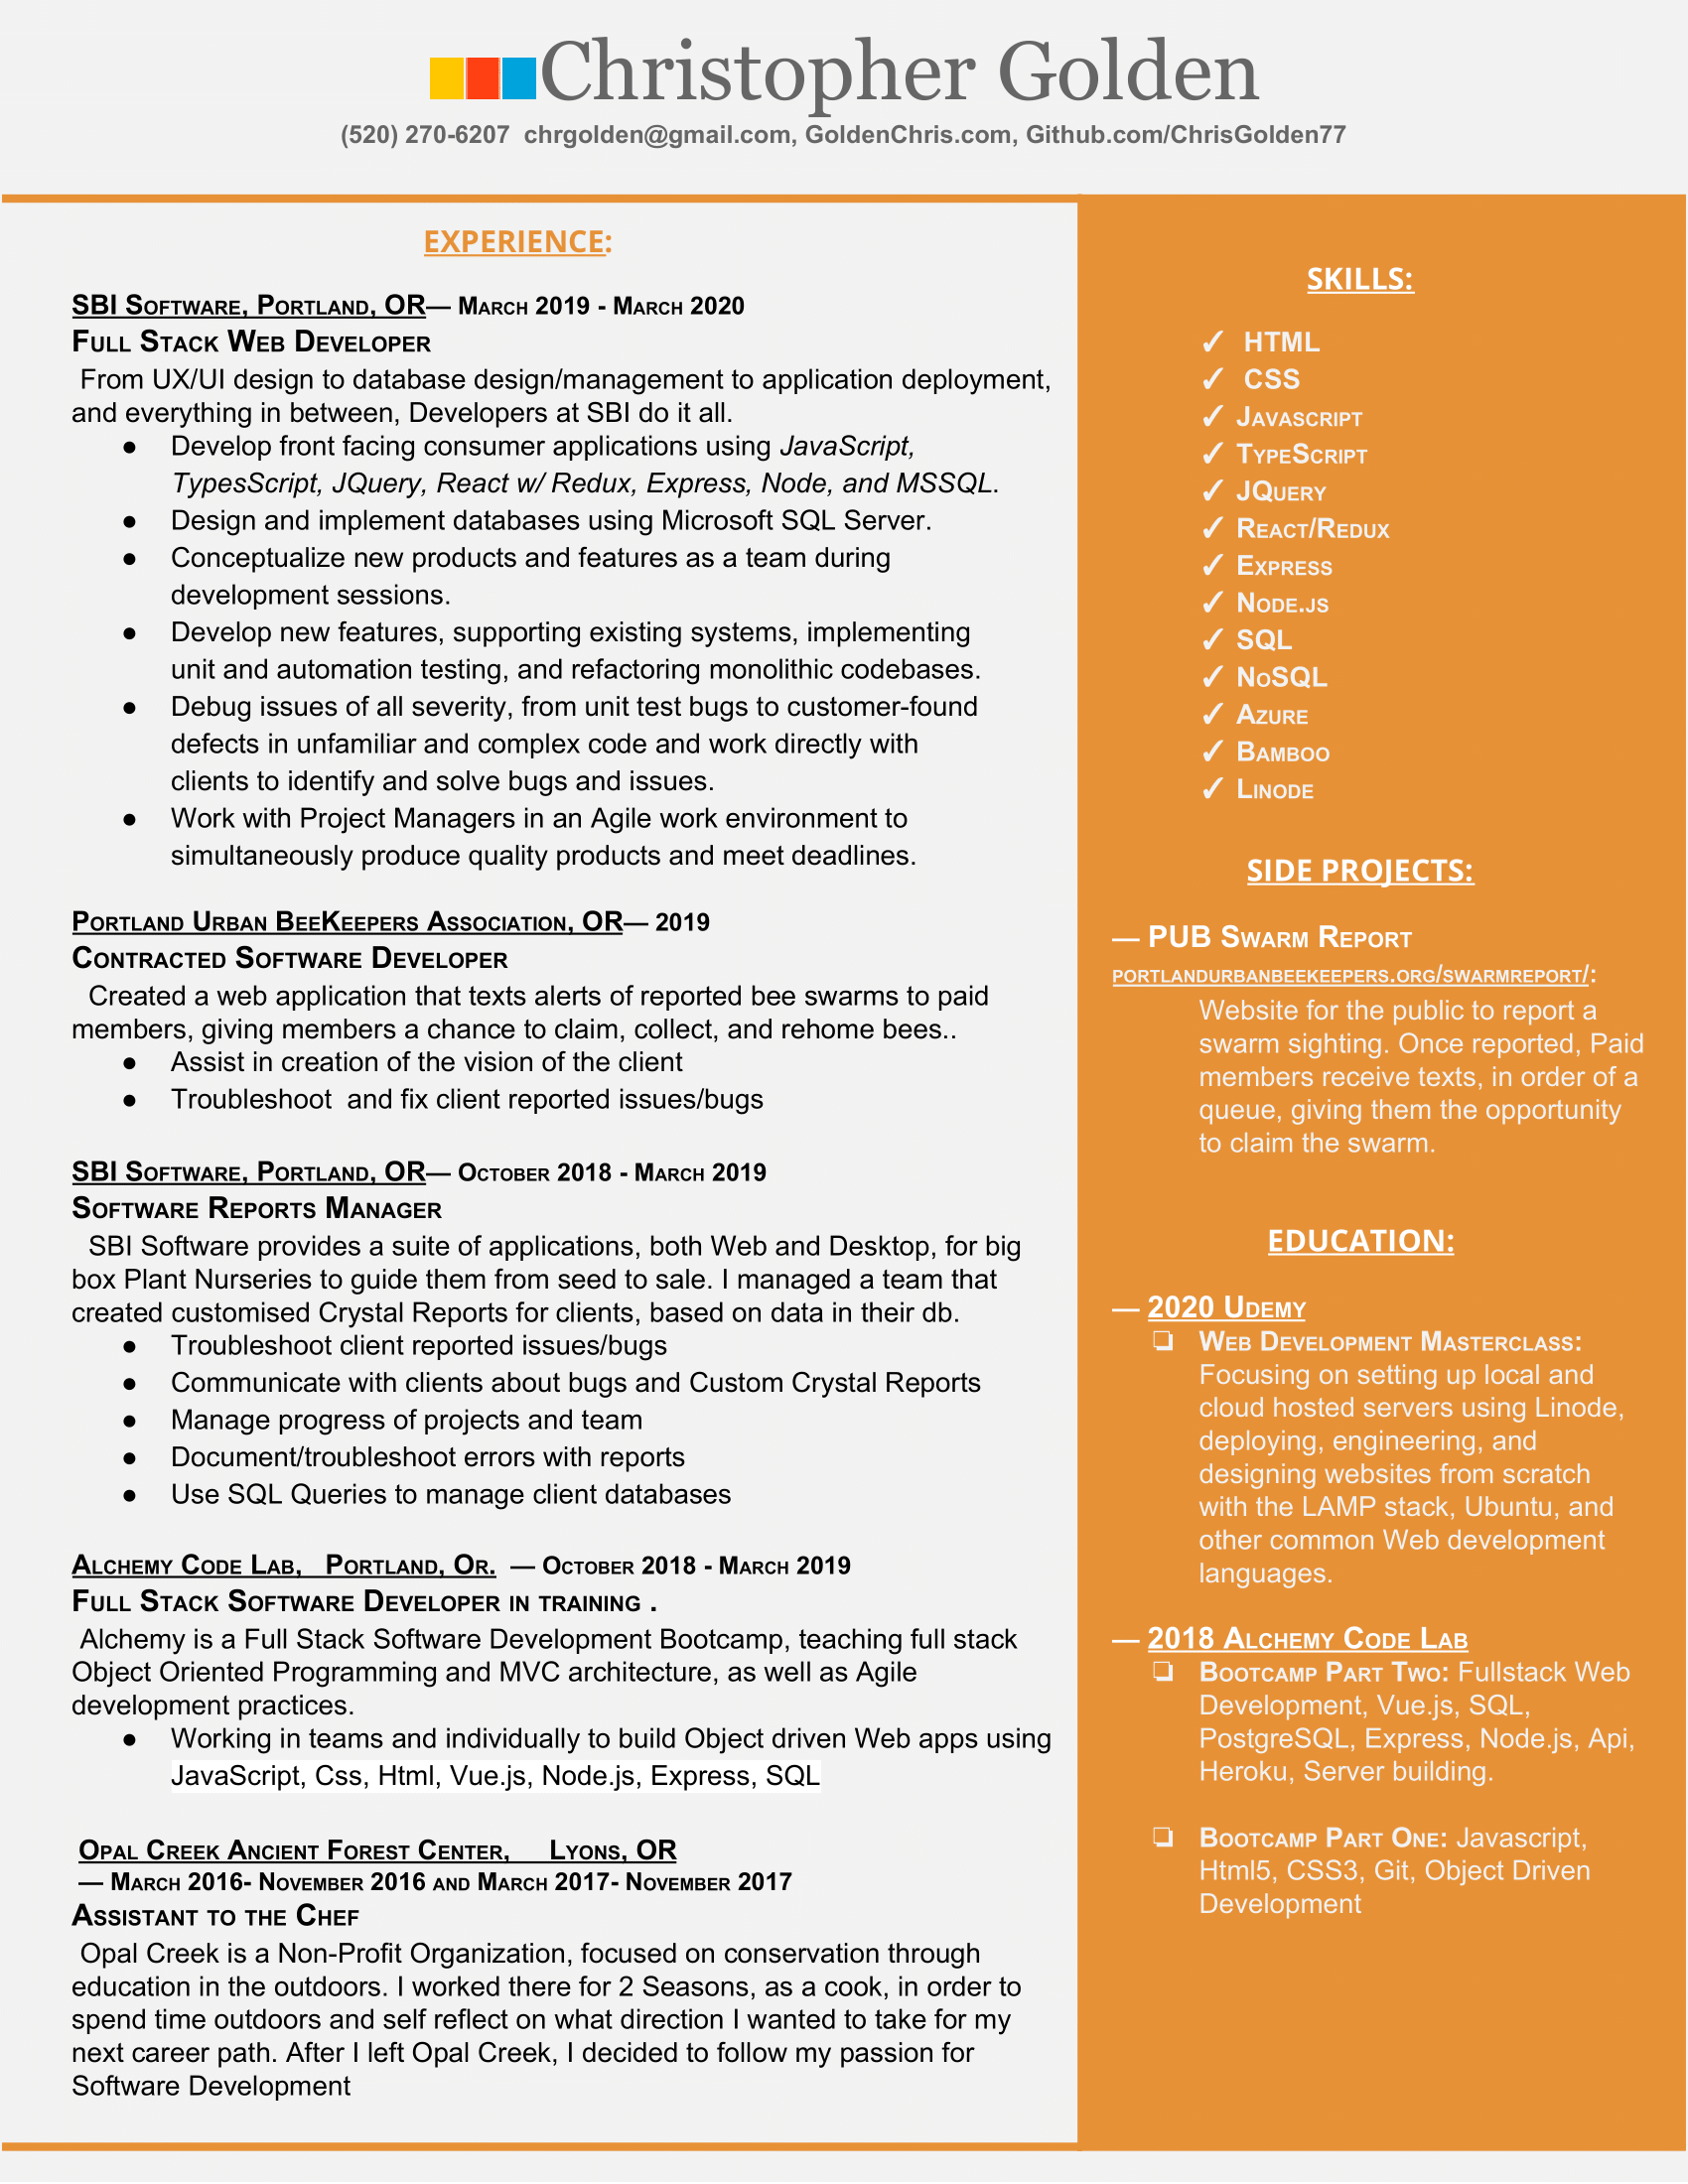 Christopher Golden
(520) 270-6207  chrgolden@gmail.com, GoldenChris.com, Github.com/ChrisGolden77
EXPERIENCE:
SBI Software, Portland, OR— March 2019 - March 2020
Full Stack Web Developer
From UX/UI design to database design/management to application deployment,
and everything in between, Developers at SBI do it all.
● Develop front facing consumer applications using JavaScript,
TypesScript, JQuery, React w/ Redux, Express, Node, and MSSQL.
● Design and implement databases using Microsoft SQL Server.
● Conceptualize new products and features as a team during
development sessions.
● Develop new features, supporting existing systems, implementing
unit and automation testing, and refactoring monolithic codebases.
● Debug issues of all severity, from unit test bugs to customer-found
defects in unfamiliar and complex code and work directly with
clients to identify and solve bugs and issues.
● Work with Project Managers in an Agile work environment to
simultaneously produce quality products and meet deadlines.
Portland Urban BeeKeepers Association, OR— 2019
Contracted Software Developer
Created a web application that texts alerts of reported bee swarms to paid
members, giving members a chance to claim, collect, and rehome bees..
● Assist in creation of the vision of the client
● Troubleshoot  and fix client reported issues/bugs
SBI Software, Portland, OR— October 2018 - March 2019
Software Reports Manager
SBI Software provides a suite of applications, both Web and Desktop, for big
box Plant Nurseries to guide them from seed to sale. I managed a team that
created customised Crystal Reports for clients, based on data in their db.
● Troubleshoot client reported issues/bugs
● Communicate with clients about bugs and Custom Crystal Reports
● Manage progress of projects and team
● Document/troubleshoot errors with reports
● Use SQL Queries to manage client databases
Alchemy Code Lab,   Portland, Or.  — October 2018 - March 2019
Full Stack Software Developer in training .
Alchemy is a Full Stack Software Development Bootcamp, teaching full stack
Object Oriented Programming and MVC architecture, as well as Agile
development practices.
● Working in teams and individually to build Object driven Web apps using
JavaScript, Css, Html, Vue.js, Node.js, Express, SQL
Opal Creek Ancient Forest Center,     Lyons, OR
— March 2016- November 2016 and March 2017- November 2017
Assistant to the Chef
Opal Creek is a Non-Profit Organization, focused on conservation through
education in the outdoors. I worked there for 2 Seasons, as a cook, in order to
spend time outdoors and self reflect on what direction I wanted to take for my
next career path. After I left Opal Creek, I decided to follow my passion for
Software Development
SKILLS:
✓ HTML
✓ CSS
✓ Javascript
✓ TypeScript
✓ JQuery
✓ React/Redux
✓ Express
✓ Node.js
✓ SQL
✓ NoSQL
✓ Azure
✓ Bamboo
✓ Linode
SIDE PROJECTS:
— PUB Swarm Report
portlandurbanbeekeepers.org/swarmreport/:
Website for the public to report a
swarm sighting. Once reported, Paid
members receive texts, in order of a
queue, giving them the opportunity
to claim the swarm.
EDUCATION:
— 2020 Udemy
❏ Web Development Masterclass:
Focusing on setting up local and
cloud hosted servers using Linode,
deploying, engineering, and
designing websites from scratch
with the LAMP stack, Ubuntu, and
other common Web development
languages.
— 2018 Alchemy Code Lab
❏ Bootcamp Part Two: Fullstack Web
Development, Vue.js, SQL,
PostgreSQL, Express, Node.js, Api,
Heroku, Server building.
❏ Bootcamp Part One: Javascript,
Html5, CSS3, Git, Object Driven
Development